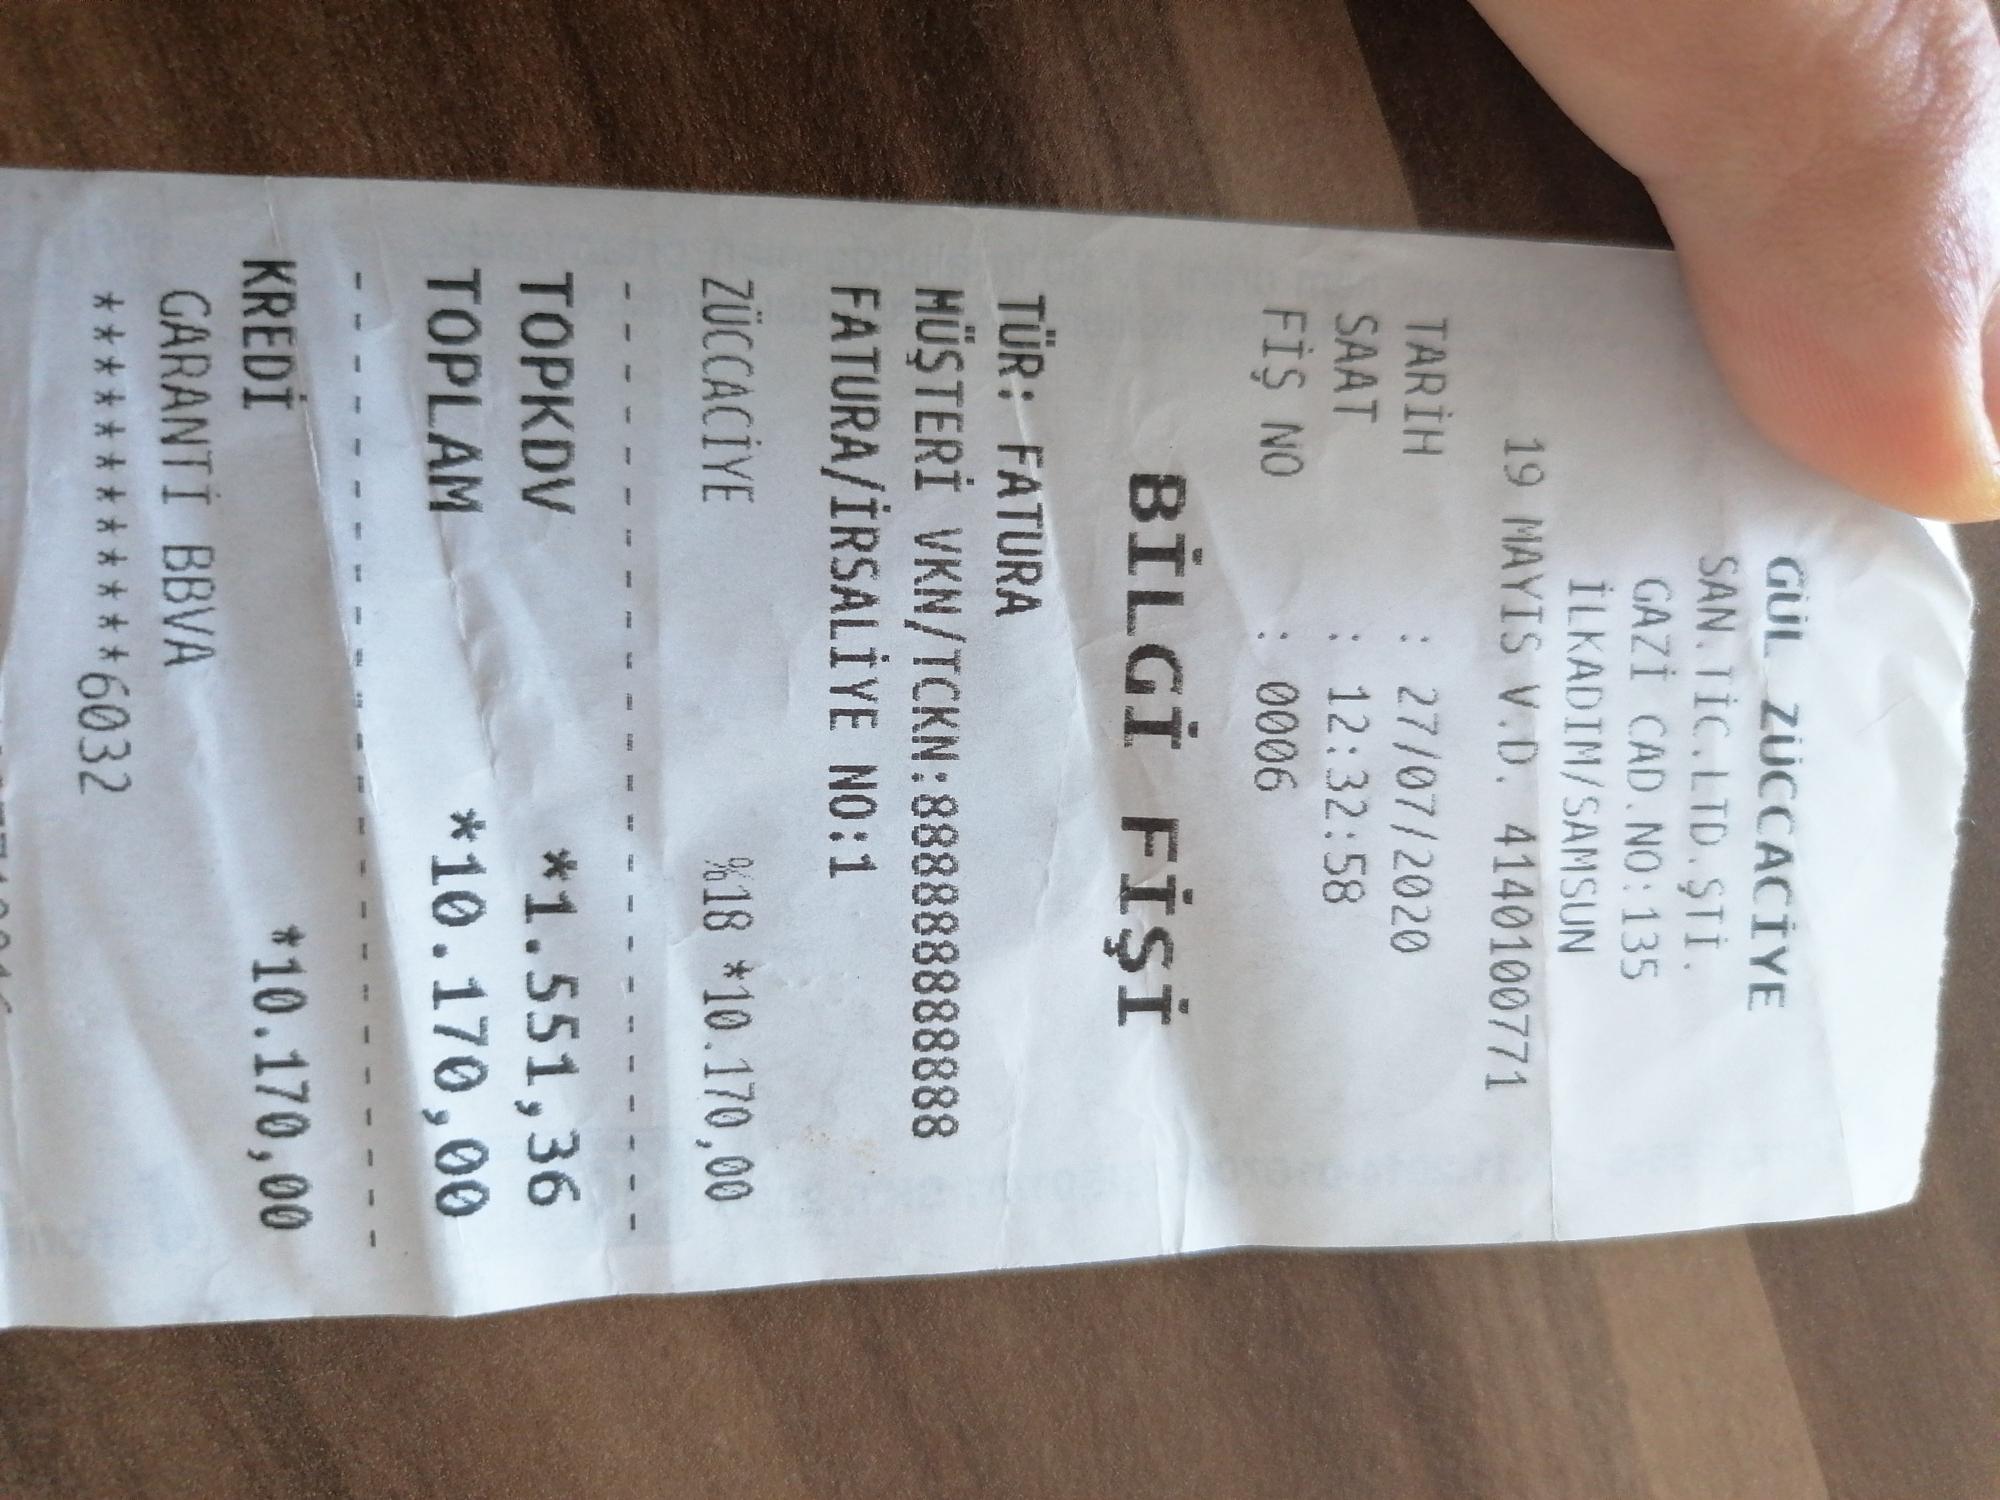 GÜL ZÜCCACİYE
SAN.TİC.LTD.ŞTİ.
GAZİ CAD.NO:135
İLKADIM/SAMSUN
19 MAYIS V.D. 4140100771
TARİH : 27/07/2020
SAAT : 12:32:58
FİŞ NO : 0006
BİLGİ FİŞİ
TÜR: FATURA
MÜŞTERİ VKN/TCKN:88888888888
FATURA/İRSALİYE NO:1
ZÜCCACİYE %18 *10.170,00
TOPKDV *1.551,36
TOPLAM *10.170,00
KREDİ *10.170,00
GARANTİ BBVA
************6032